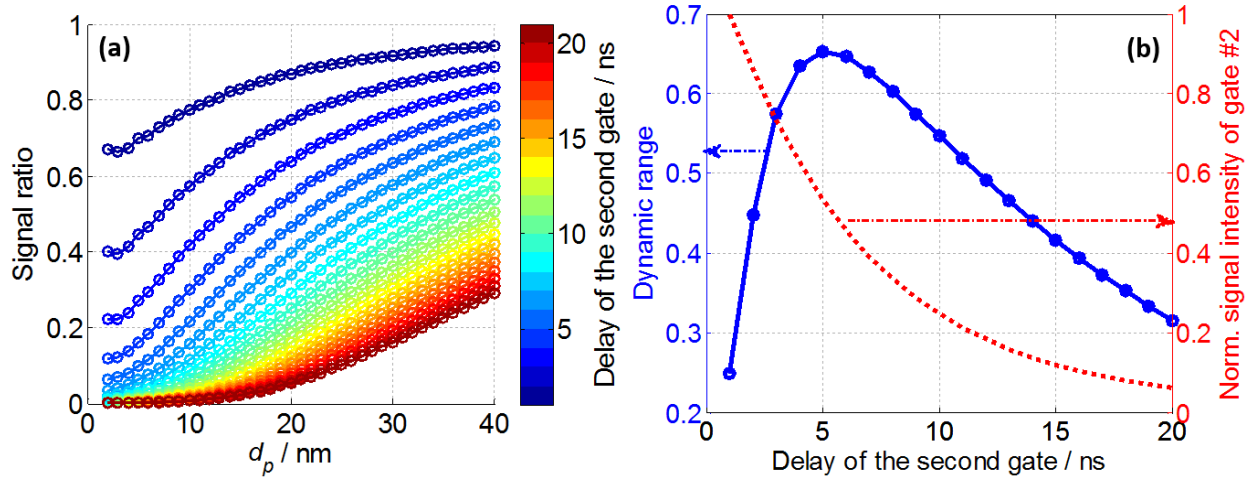 (a)
Signal ratio
1
0.8
0.6
0.4
0.2
0
0 10 20 30 40
d_p / nm
20
15
10
5
Delay of the second gate / ns
(b)
Dynamic range
0.7
0.6
0.5
0.4
0.3
0.2
0 5 10 15 20
Delay of the second gate / ns
1
0.8
0.6
0.4
0.2
0
Norm. signal intensity of gate #2